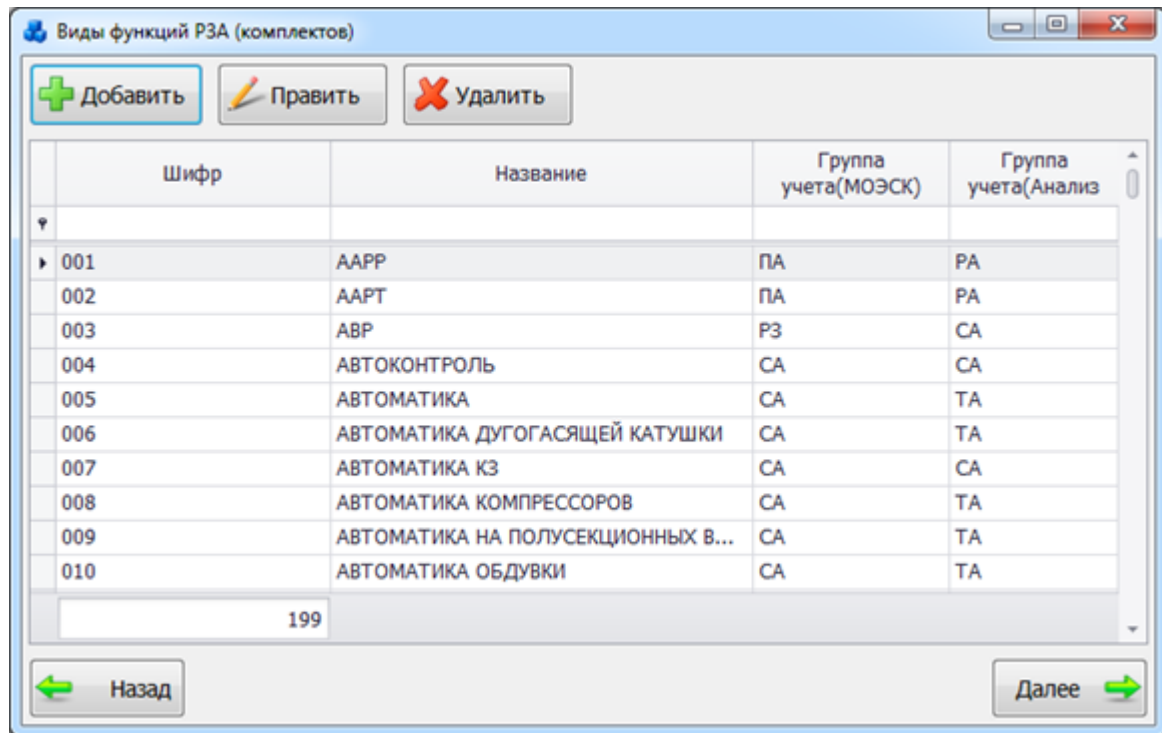 Виды функций РЗА (комплектов)
Добавить Править Удалить
Шифр Название Группа учета(МОЭСК) Группа учета(Анализ
001 ААРР ПА РА
002 ААРТ ПА РА
003 АВР РЗ СА
004 АВТОКОНТРОЛЬ СА СА
005 АВТОМАТИКА СА ТА
006 АВТОМАТИКА ДУГОГАСЯЩЕЙ КАТУШКИ СА ТА
007 АВТОМАТИКА КЗ СА СА
008 АВТОМАТИКА КОМПРЕССОРОВ СА ТА
009 АВТОМАТИКА НА ПОЛУСЕКЦИОННЫХ В... СА ТА
010 АВТОМАТИКА ОБДУВКИ СА ТА
199
Назад Далее